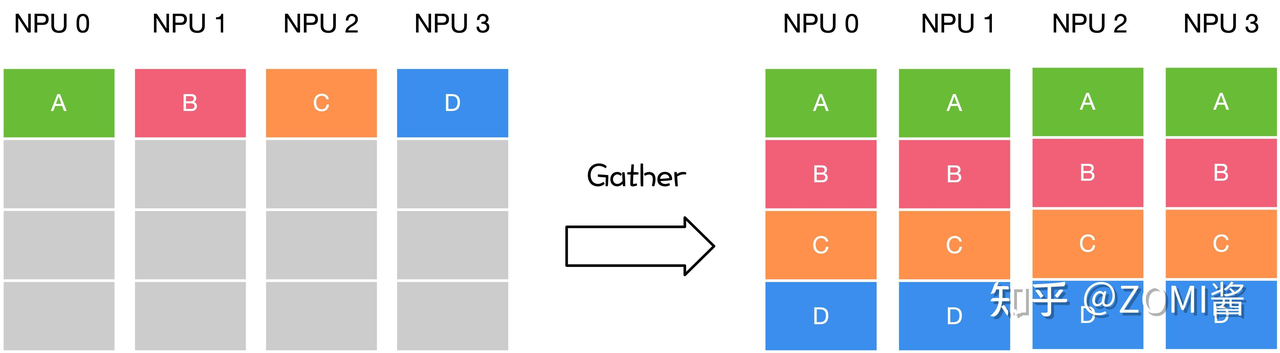 NPU 0 NPU 1 NPU 2 NPU 3 NPU 0 NPU 1 NPU 2 NPU 3
A B C D A A A A
Gather B B B B
C C C C
D D D D
知乎 @ZOMI酱